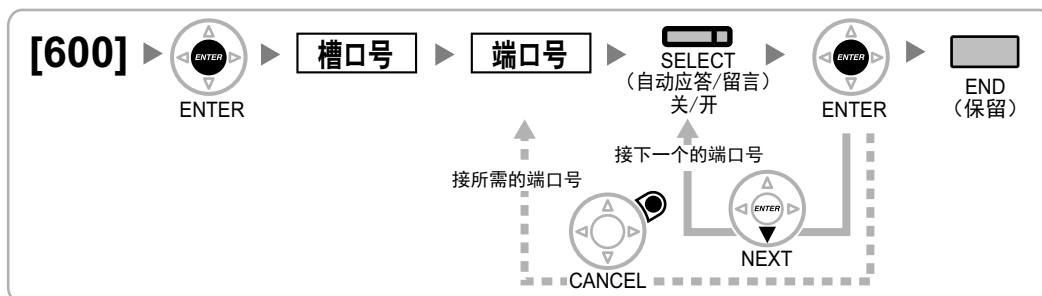 [600]
ENTER
ENTER
槽口号
端口号
SELECT
（自动应答/留言）
关/开
ENTER
ENTER
END
（保留）
接所需的端口号
CANCEL
接下一个的端口号
ENTER
NEXT